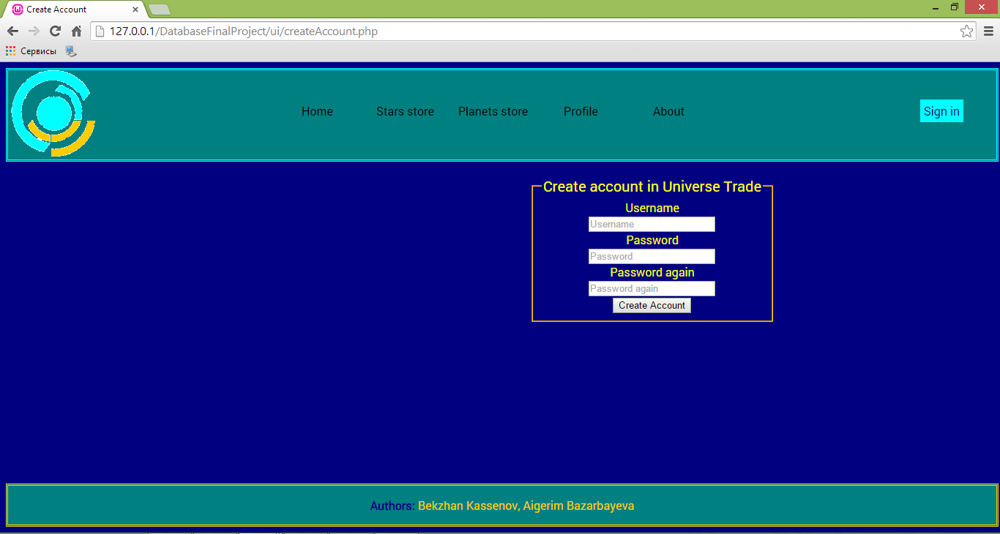 Create Account
127.0.0.1/DatabaseFinalProject/ui/createAccount.php
Сервисы
Home Stars store Planets store Profile About Sign in
Create account in Universe Trade
Username
Username
Password
Password
Password again
Password again
Create Account
Authors: Bekzhan Kassenov, Aigerim Bazarbayeva